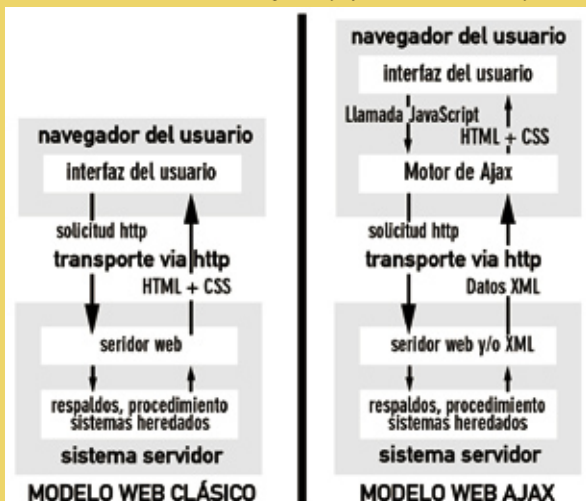 navegador del usuario
interfaz del usuario
solicitud http
transporte via http
HTML + CSS
seridor web
respaldos, procedimiento
sistemas heredados
sistema servidor
MODELO WEB CLÁSICO
navegador del usuario
interfaz del usuario
Llamada JavaScript
HTML + CSS
Motor de Ajax
solicitud http
transporte via http
Datos XML
seridor web y/o XML
respaldos, procedimiento
sistemas heredados
sistema servidor
MODELO WEB AJAX